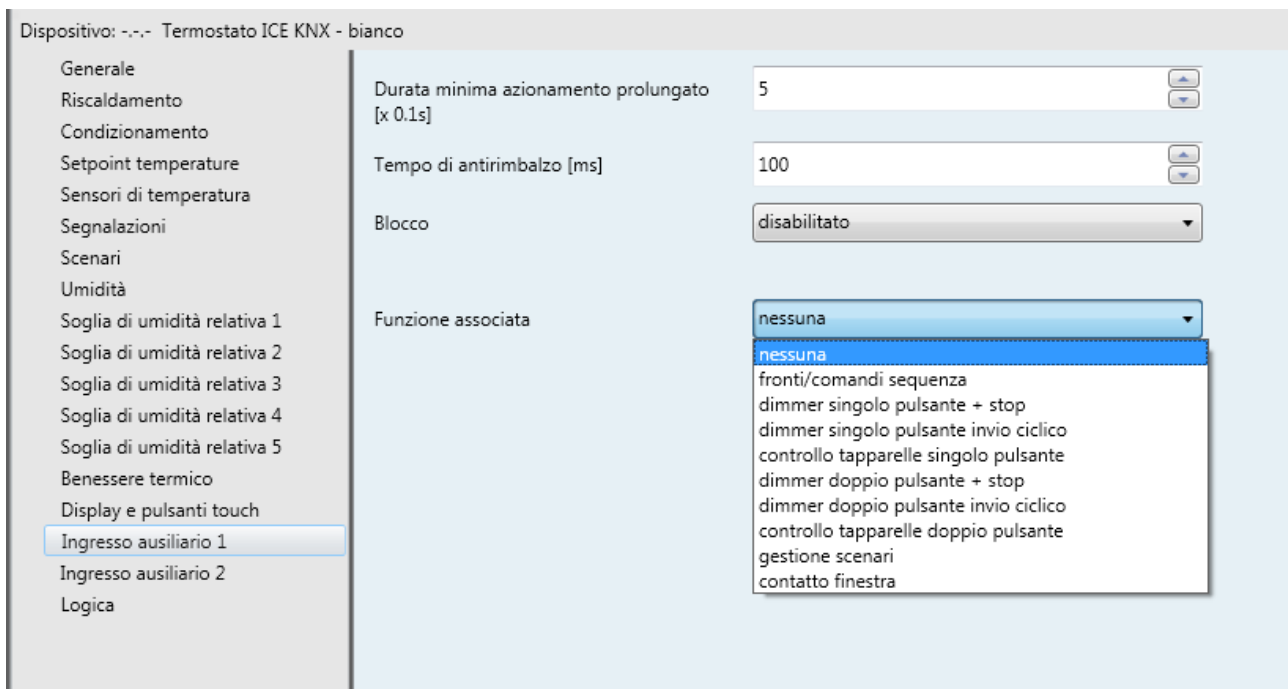 Dispositivo: -.-.- Termostato ICE KNX - bianco
Generale
Riscaldamento
Condizionamento
Setpoint temperature
Sensori di temperatura
Segnalazioni
Scenari
Umidità
Soglia di umidità relativa 1
Soglia di umidità relativa 2
Soglia di umidità relativa 3
Soglia di umidità relativa 4
Soglia di umidità relativa 5
Benessere termico
Display e pulsanti touch
Ingresso ausiliario 1
Ingresso ausiliario 2
Logica
Durata minima azionamento prolungato
[x 0.1s]
5
Tempo di antirimbalzo [ms]
100
Blocco
disabilitato
Funzione associata
nessuna
nessuna
fronti/comandi sequenza
dimmer singolo pulsante + stop
dimmer singolo pulsante invio ciclico
controllo tapparelle singolo pulsante
dimmer doppio pulsante + stop
dimmer doppio pulsante invio ciclico
controllo tapparelle doppio pulsante
gestione scenari
contatto finestra